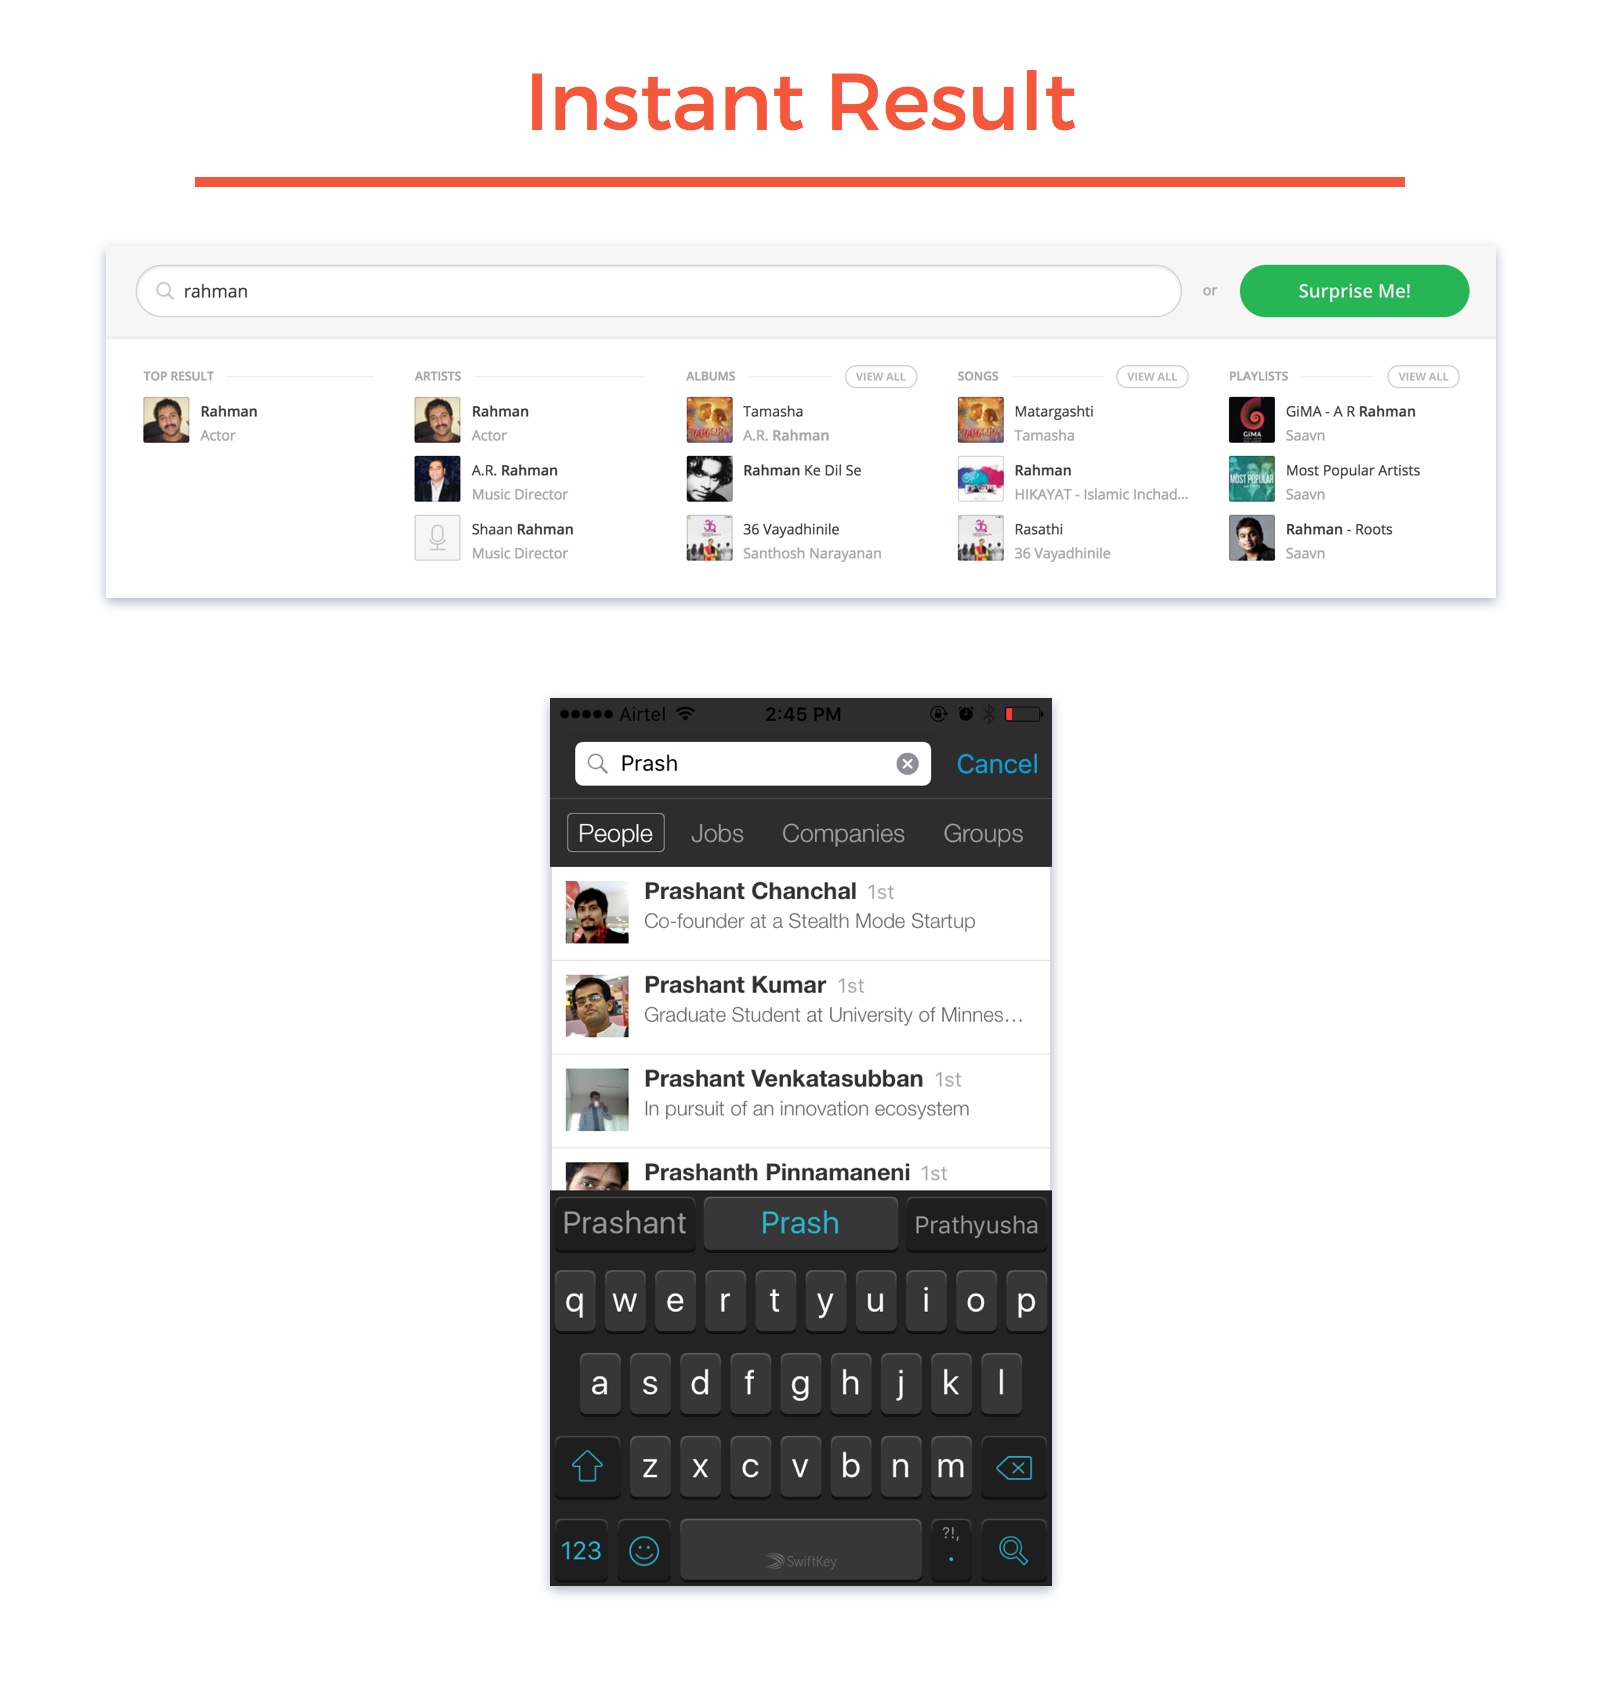 Instant Result
rahman
or
Surprise Me!
TOP RESULT
Rahman
Actor
ARTISTS
Rahman
Actor
A.R. Rahman
Music Director
Shaan Rahman
Music Director
ALBUMS
VIEW ALL
Tamasha
A.R. Rahman
Rahman Ke Dil Se
36 Vayadhinile
Santhosh Narayanan
SONGS
VIEW ALL
Matargashti
Tamasha
Rahman
HIKAYAT - Islamic Inchad...
Rasathi
36 Vayadhinile
PLAYLISTS
VIEW ALL
GiMA
GiMA - A R Rahman
Saavn
MOST POPULAR
Most Popular Artists
Saavn
Rahman - Roots
Saavn
Airtel
2:45 PM
Prash
Cancel
People Jobs Companies Groups
Prashant Chanchal 1st
Co-founder at a Stealth Mode Startup
Prashant Kumar 1st
Graduate Student at University of Minnes...
Prashant Venkatasubban 1st
In pursuit of an innovation ecosystem
Prashanth Pinnamaneni 1st
Prashant Prash Prathyusha
q w e r t y u i o p
a s d f g h j k l
z x c v b n m
123
SwiftKey
?!,
.